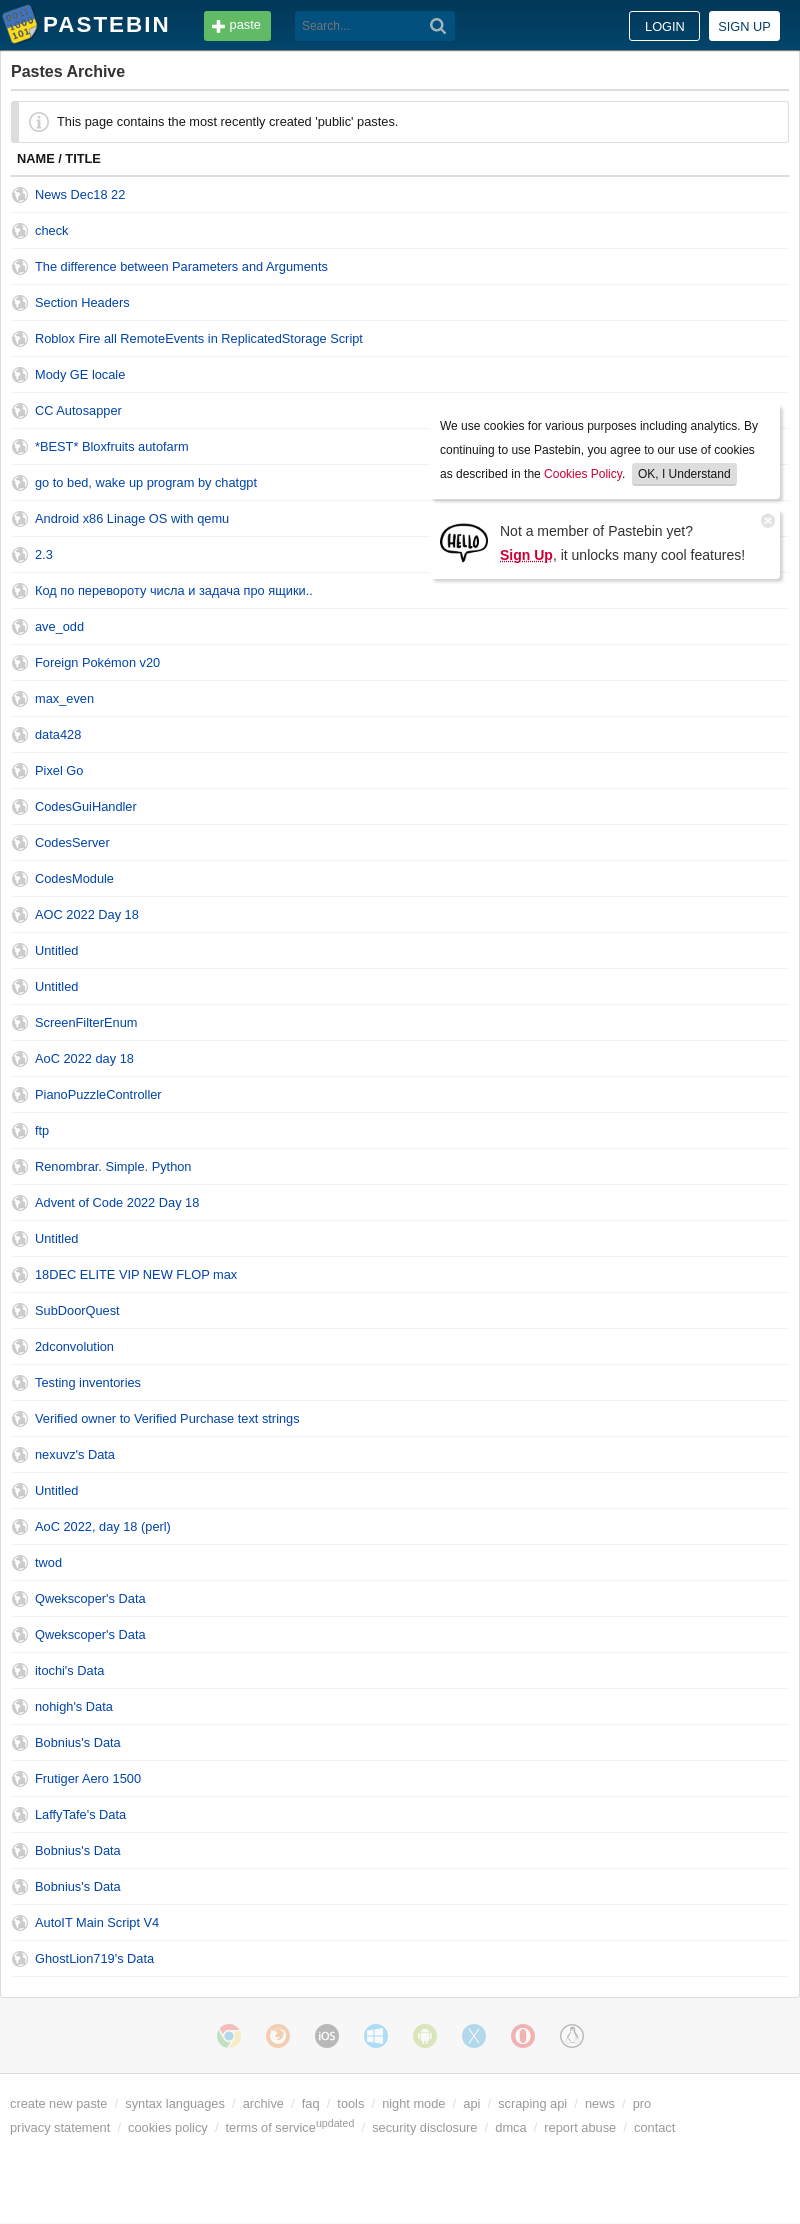 PASTEBIN paste Search... LOGIN SIGN UP
Pastes Archive
This page contains the most recently created 'public' pastes.
NAME / TITLE
News Dec18 22
check
The difference between Parameters and Arguments
Section Headers
Roblox Fire all RemoteEvents in ReplicatedStorage Script
Mody GE locale
CC Autosapper
*BEST* Bloxfruits autofarm
go to bed, wake up program by chatgpt
Android x86 Linage OS with qemu
2.3
Код по перевороту числа и задача про ящики..
We use cookies for various purposes including analytics. By
continuing to use Pastebin, you agree to our use of cookies
as described in the Cookies Policy. OK, I Understand
HELLO
Not a member of Pastebin yet?
Sign Up, it unlocks many cool features!
ave_odd
Foreign Pokémon v20
max_even
data428
Pixel Go
CodesGuiHandler
CodesServer
CodesModule
AOC 2022 Day 18
Untitled
Untitled
ScreenFilterEnum
AoC 2022 day 18
PianoPuzzleController
ftp
Renombrar. Simple. Python
Advent of Code 2022 Day 18
Untitled
18DEC ELITE VIP NEW FLOP max
SubDoorQuest
2dconvolution
Testing inventories
Verified owner to Verified Purchase text strings
nexuvz's Data
Untitled
AoC 2022, day 18 (perl)
twod
Qwekscoper's Data
Qwekscoper's Data
itochi's Data
nohigh's Data
Bobnius's Data
Frutiger Aero 1500
LaffyTafe's Data
Bobnius's Data
Bobnius's Data
AutoIT Main Script V4
GhostLion719's Data
iOS
create new paste / syntax languages / archive / faq / tools / night mode / api / scraping api / news / pro
privacy statement / cookies policy / terms of service updated / security disclosure / dmca / report abuse / contact